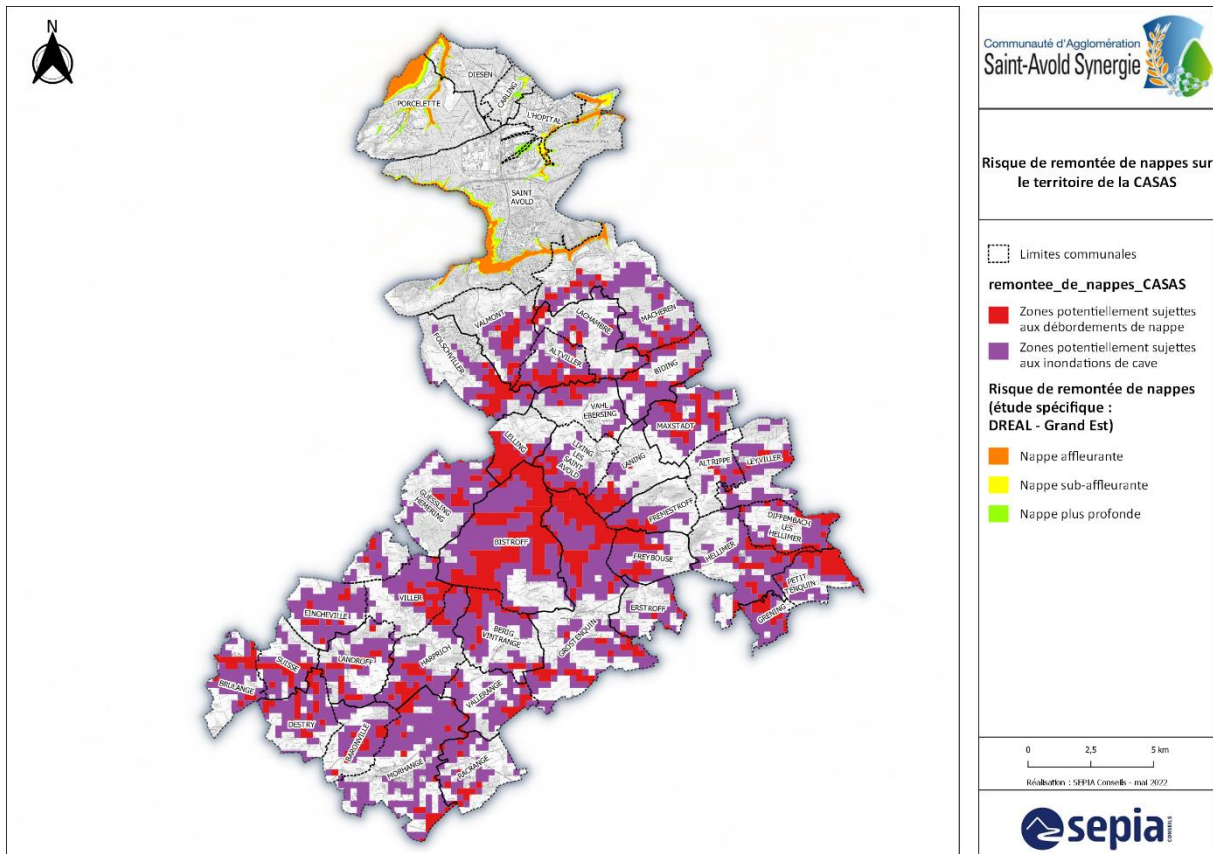 N
DIESEN
PORCELETTE
CARLING
L'HOPITAL
SAINT
AVOLD
VALMONT
LACHAMBRE
MACHEREN
FOLSCHVILLER
ALTVILLER
BIDING
VAHL
EBERSING
MAXSTADT
LELLING
LIXING
LES
SAINT
AVOLD
LANING
ALTRIPPE
LEYVILLER
GUESSLING
HEMERING
FREMESTROFF
DIFFEMBACH
LES
HELLIMER
BISTROFF
FREYBOUSE
HELLIMER
PETIT
TENQUIN
VILLER
ERSTROFF
GRENING
EINCHEVILLE
BERIG
VINTRANGE
GROSTENQUIN
SUISSE
LANDROFF
HARPRICH
BRULANGE
VALLERANGE
DESTRY
BARONVILLE
MORHANGE
RACRANGE
Communauté d'Agglomération
Saint-Avold Synergie
Risque de remontée de nappes sur
le territoire de la CASAS
Limites communales
remontee_de_nappes_CASAS
Zones potentiellement sujettes
aux débordements de nappe
Zones potentiellement sujettes
aux inondations de cave
Risque de remontée de nappes
(étude spécifique :
DREAL - Grand Est)
Nappe affleurante
Nappe sub-affleurante
Nappe plus profonde
0 2,5 5 km
Réalisation : SEPIA Conseils - mai 2022
sepia
CONSEILS